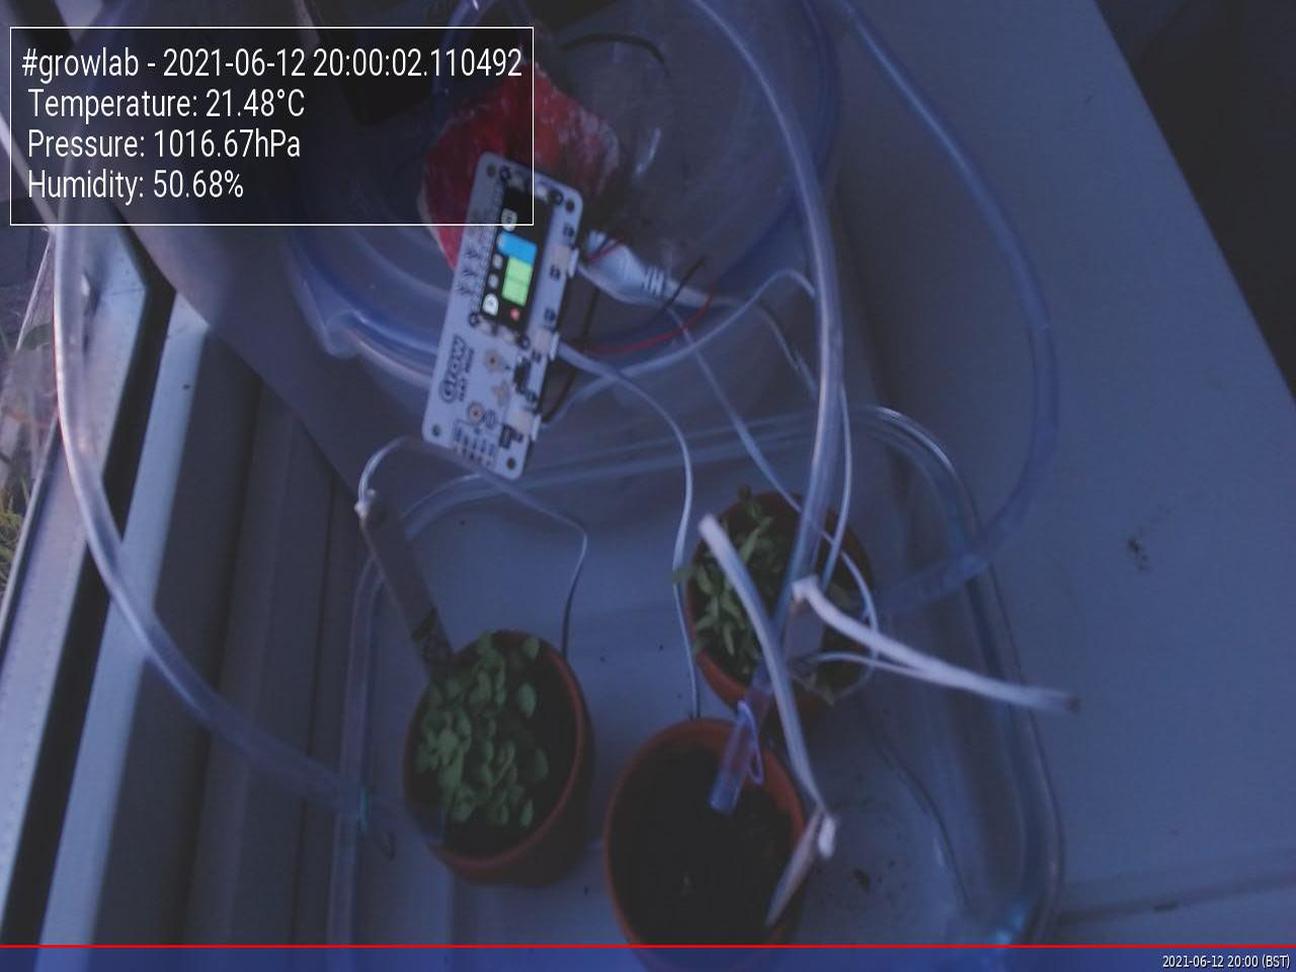 #growlab - 2021-06-12 20:00:02.110492
Temperature: 21.48°C
Pressure: 1016.67hPa
Humidity: 50.68%
GROW
2021-06-12 20:00 (BST)